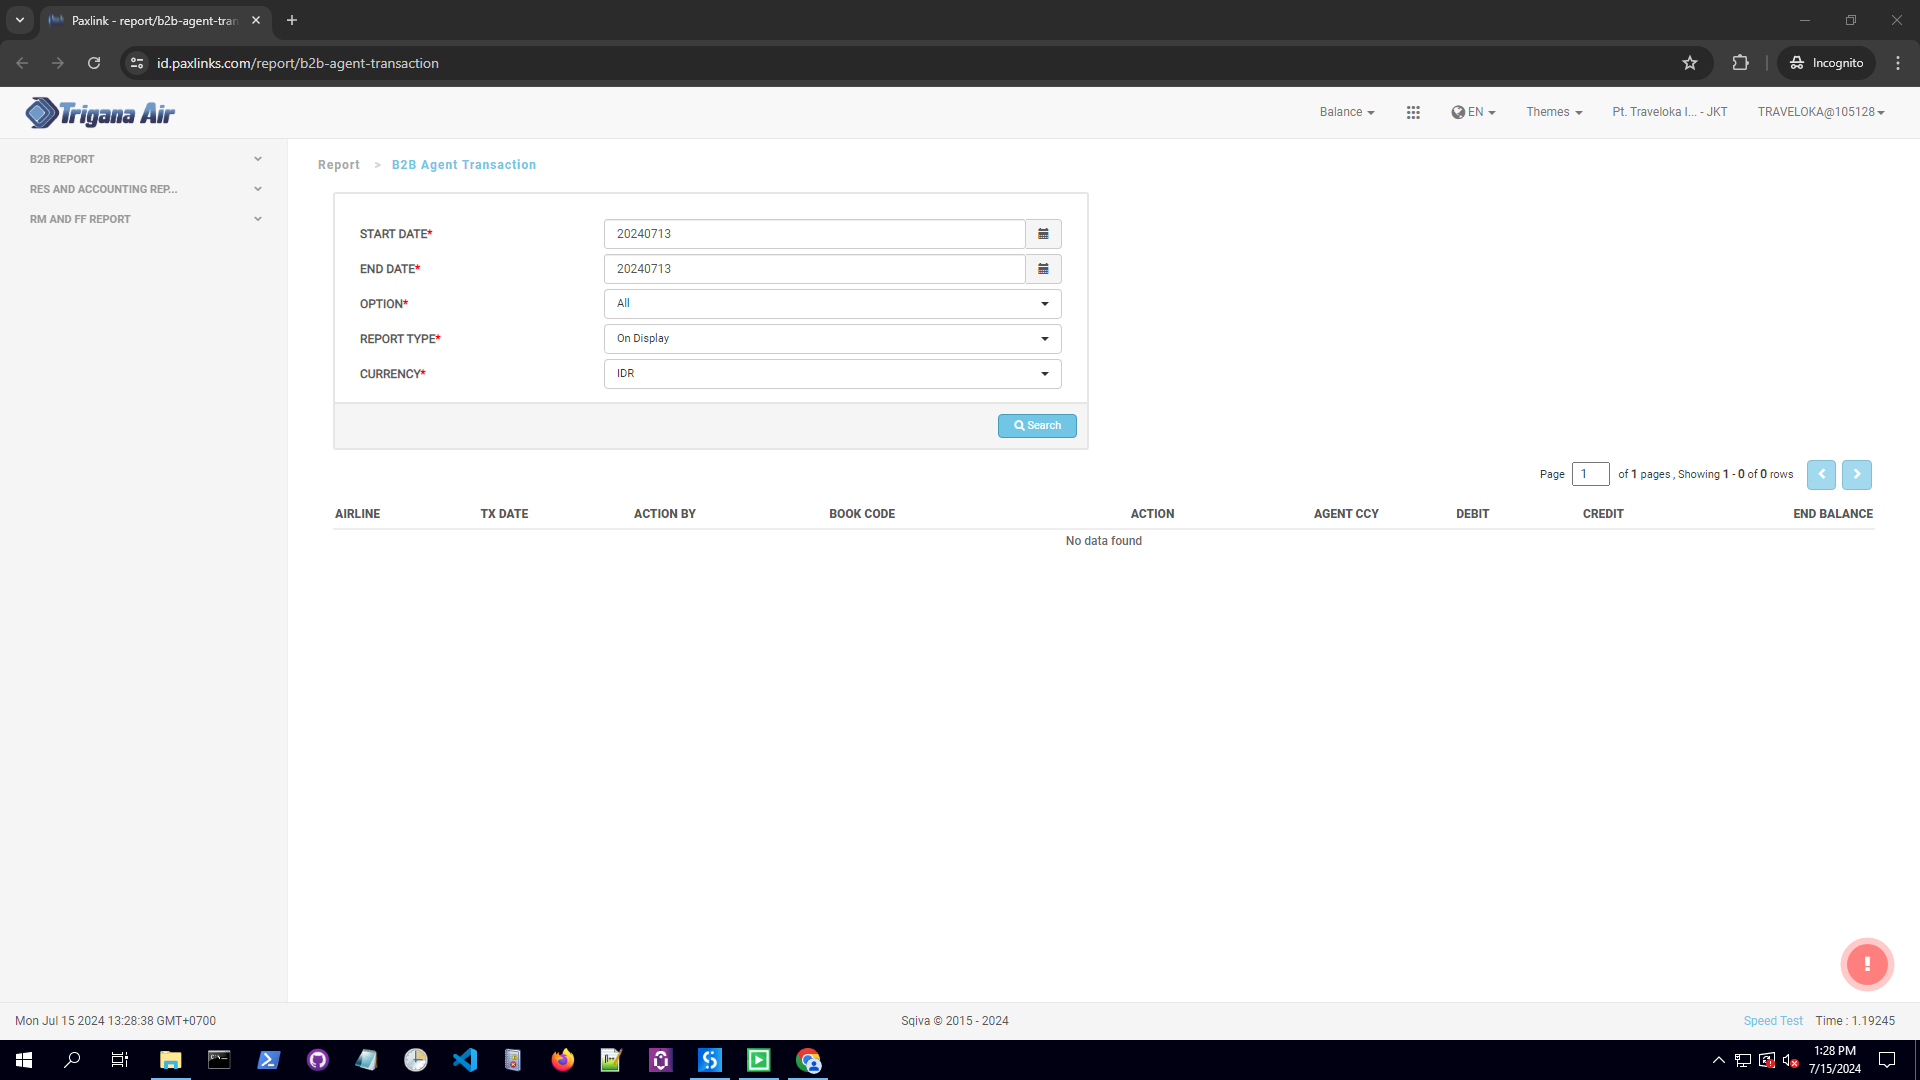 Paxlink - report/b2b-agent-tran
id.paxlinks.com/report/b2b-agent-transaction
Incognito
Trigana Air
Balance
EN
Themes
Pt. Traveloka I... - JKT
TRAVELOKA@105128
B2B REPORT
RES AND ACCOUNTING REP...
RM AND FF REPORT
Report > B2B Agent Transaction
START DATE* 20240713
END DATE* 20240713
OPTION* All
REPORT TYPE* On Display
CURRENCY* IDR
Search
Page 1 of 1 pages , Showing 1 - 0 of 0 rows
AIRLINE TX DATE ACTION BY BOOK CODE ACTION AGENT CCY DEBIT CREDIT END BALANCE
No data found
Mon Jul 15 2024 13:28:38 GMT+0700
Sqiva © 2015 - 2024
Speed Test Time : 1.19245
1:28 PM
7/15/2024